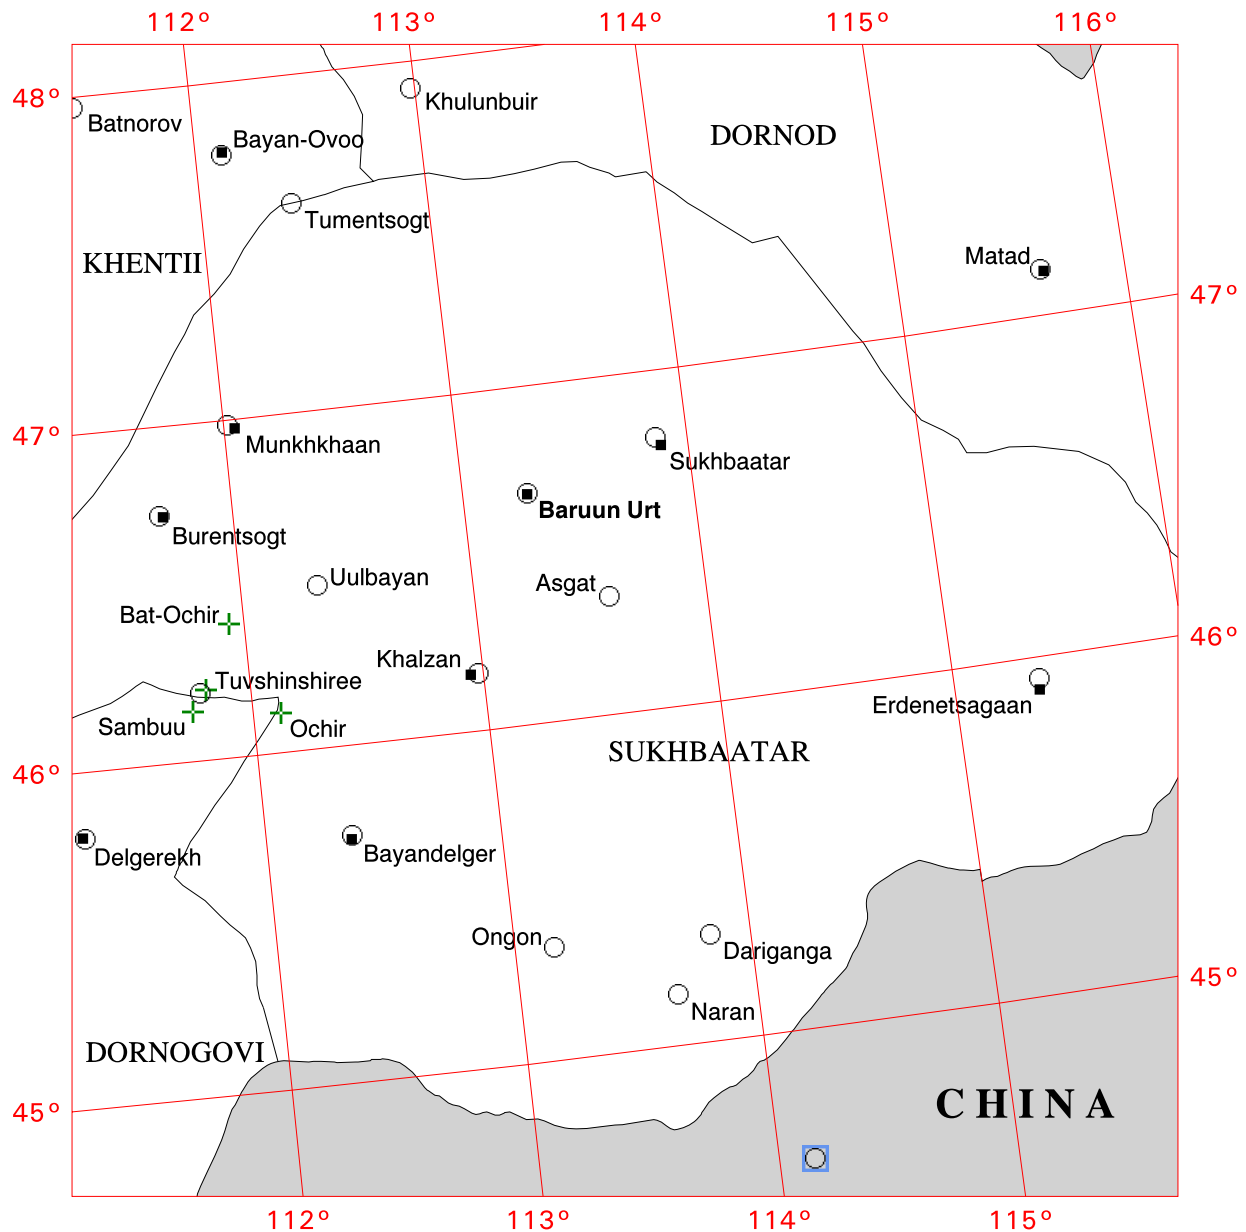 112° 113° 114° 115° 116°
48°
Khulunbuir
Batnorov
Bayan-Ovoo
DORNOD
Tumentsogt
KHENTII
Matad
47°
47°
Munkhkhaan
Sukhbaatar
Baruun Urt
Burentsogt
Uulbayan
Asgat
Bat-Ochir
46°
Khalzan
Tuvshinshiree
Erdenetsagaan
Sambuu
Ochir
SUKHBAATAR
46°
Delgerekh
Bayandelger
Ongon
Dariganga
45°
Naran
DORNOGOVI
CHINA
45°
112° 113° 114° 115°